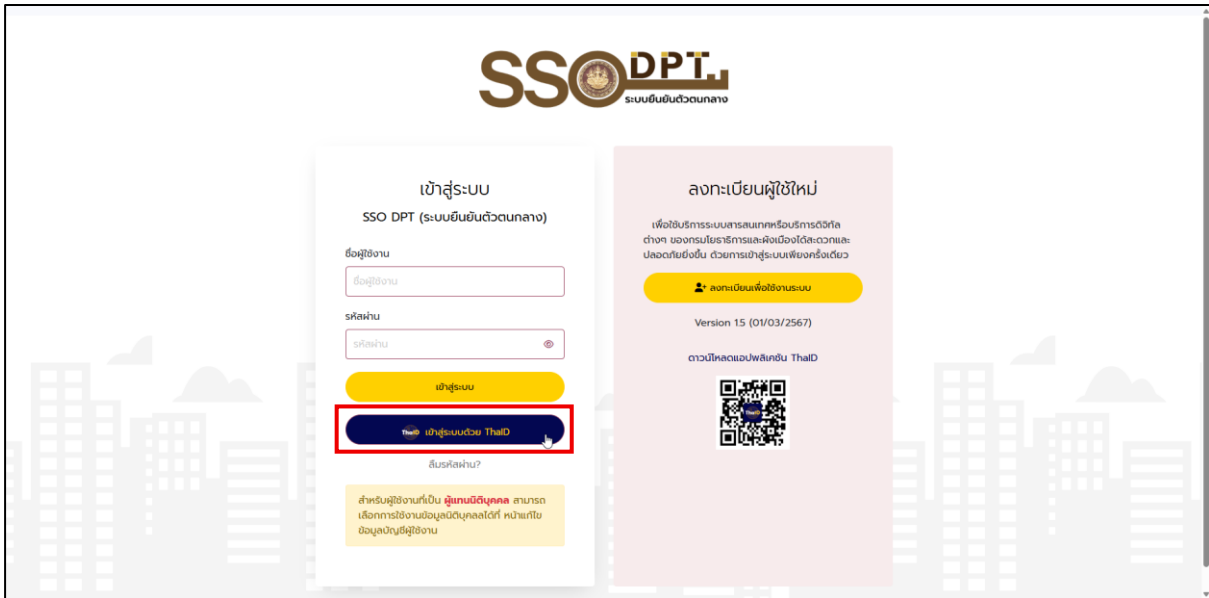 SSO DPT
ระบบยืนยันตัวตนกลาง
เข้าสู่ระบบ
SSO DPT (ระบบยืนยันตัวตนกลาง)
ชื่อผู้ใช้งาน
ชื่อผู้ใช้งาน
รหัสผ่าน
รหัสผ่าน
เข้าสู่ระบบ
ThaID เข้าสู่ระบบด้วย ThaID
ลืมรหัสผ่าน?
สำหรับผู้ใช้งานที่เป็น ผู้แทนนิติบุคคล สามารถ
เลือกการใช้งานข้อมูลนิติบุคลลได้ที่ หน้าแก้ไข
ข้อมูลบัญชีผู้ใช้งาน
ลงทะเบียนผู้ใช้ใหม่
เพื่อใช้บริการระบบสารสนเทศหรือบริการดิจิทัล
ต่างๆ ของกรมโยธาธิการและผังเมืองได้สะดวกและ
ปลอดภัยยิ่งขึ้น ด้วยการเข้าสู่ระบบเพียงครั้งเดียว
ลงทะเบียนเพื่อใช้งานระบบ
Version 1.5 (01/03/2567)
ดาวน์โหลดแอปพลิเคชัน ThaID
ThaID